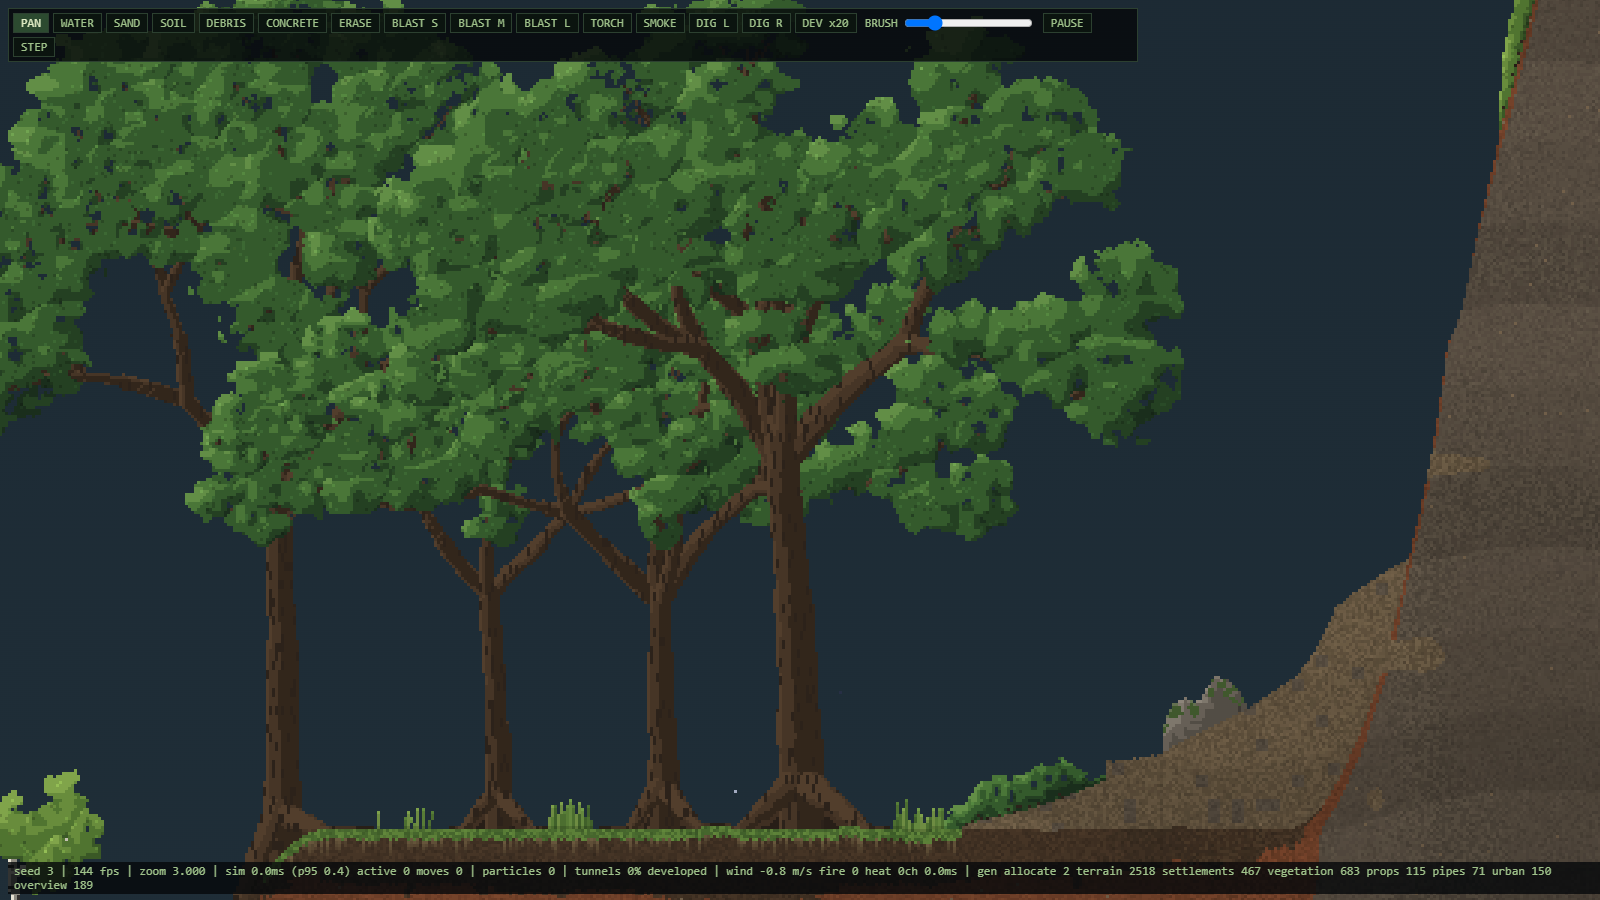 PAN WATER SAND SOIL DEBRIS CONCRETE ERASE BLAST S BLAST M BLAST L TORCH SMOKE DIG L DIG R DEV x20 BRUSH PAUSE
STEP
seed 3 | 144 fps | zoom 3.000 | sim 0.0ms (p95 0.4) active 0 moves 0 | particles 0 | tunnels 0% developed | wind -0.8 m/s fire 0 heat 0ch 0.0ms | gen allocate 2 terrain 2518 settlements 467 vegetation 683 props 115 pipes 71 urban 150
overview 189